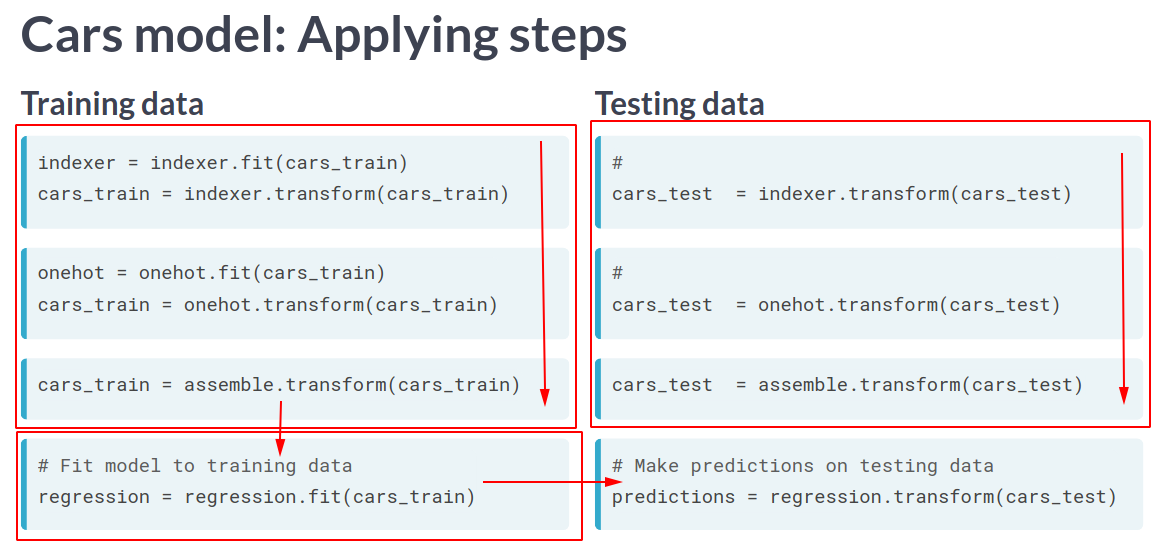 Cars model: Applying steps
Training data
indexer = indexer.fit(cars_train)
cars_train = indexer.transform(cars_train)
onehot = onehot.fit(cars_train)
cars_train = onehot.transform(cars_train)
cars_train = assemble.transform(cars_train)
# Fit model to training data
regression = regression.fit(cars_train)
Testing data
#
cars_test  = indexer.transform(cars_test)
#
cars_test  = onehot.transform(cars_test)
cars_test  = assemble.transform(cars_test)
# Make predictions on testing data
predictions = regression.transform(cars_test)